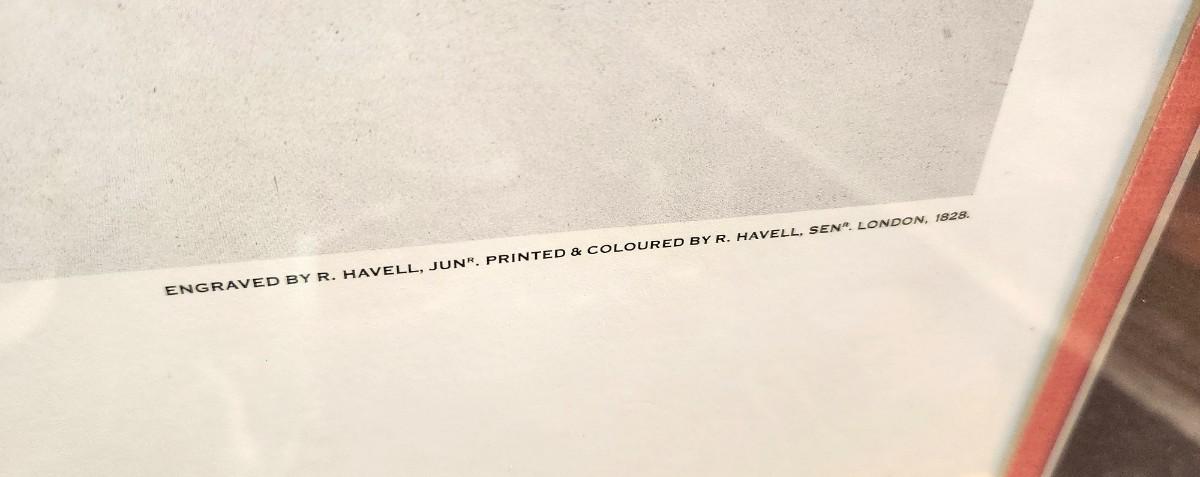 ENGRAVED BY R. HAVELL, JUNᴿ. PRINTED & COLOURED BY R. HAVELL, SENᴿ. LONDON, 1828.